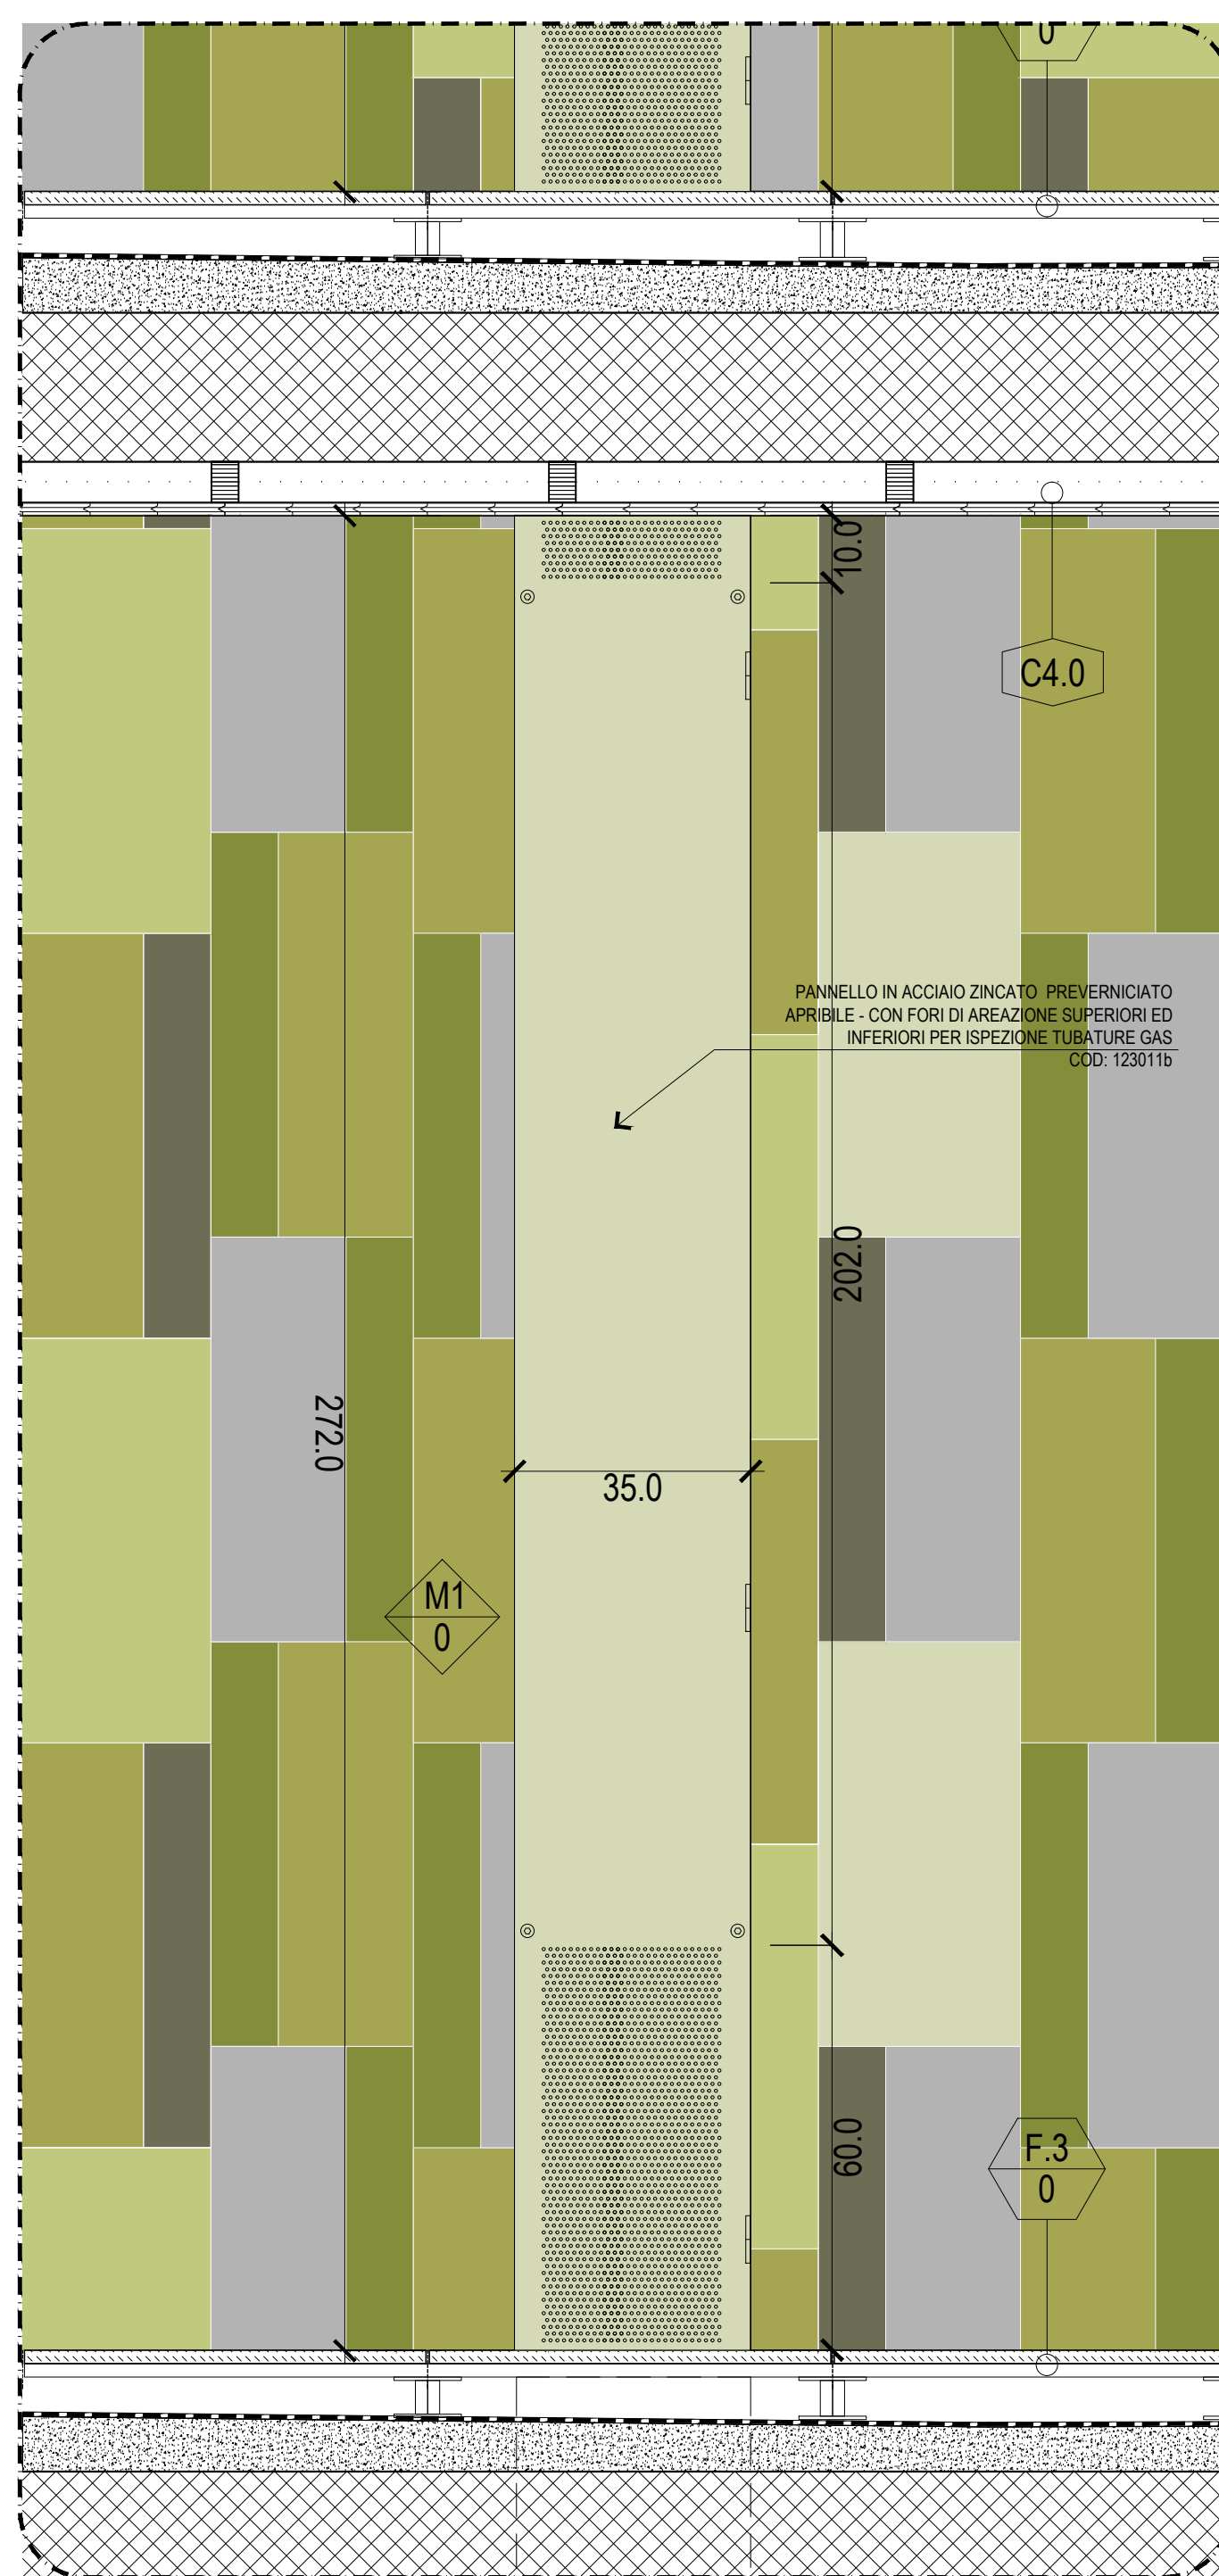 0
10.0
C4.0
PANNELLO IN ACCIAIO ZINCATO PREVERNICIATO
APRIBILE - CON FORI DI AREAZIONE SUPERIORI ED
INFERIORI PER ISPEZIONE TUBATURE GAS
COD: 123011b
202.0
272.0
35.0
M1
0
60.0
F.3
0